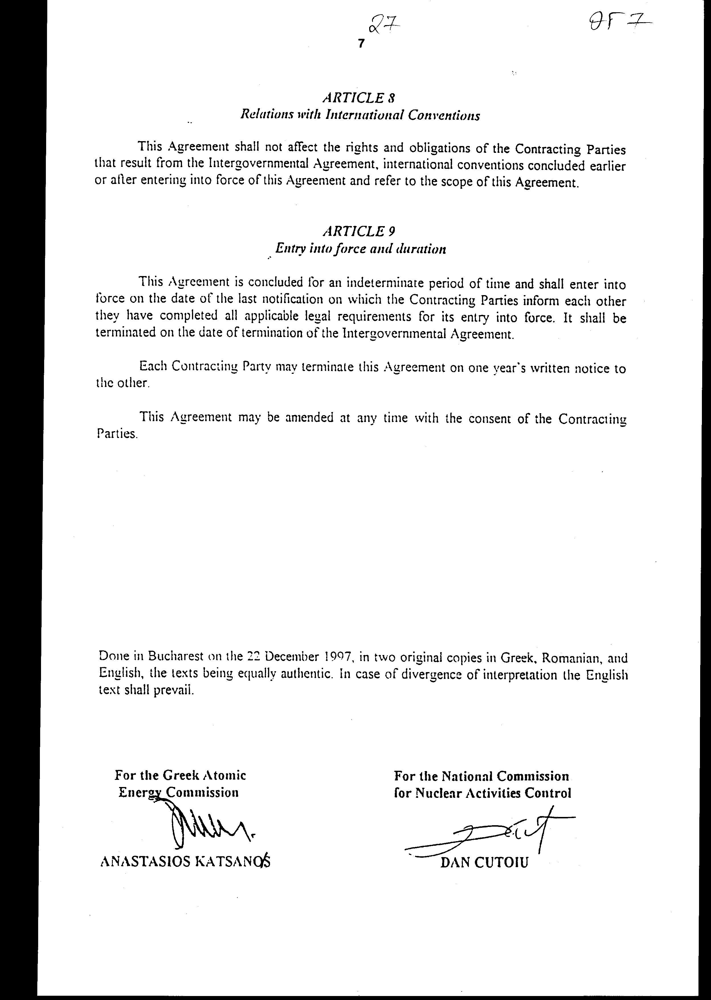 27
7
ARTICLE 8
Relations with International Conventions
This Agreement shall not affect the rights and obligations of the Contracting Parties
that result from the Intergovernmental Agreement, international conventions concluded earlier
or after entering into force of this Agreement and refer to the scope of this Agreement.
ARTICLE 9
Entry into force and duration
This Agreement is concluded for an indeterminate period of time and shall enter into
force on the date of the last notification on which the Contracting Parties inform each other
they have completed all applicable legal requirements for its entry into force. It shall be
terminated on the date of termination of the Intergovernmental Agreement.
Each Contracting Party may terminate this Agreement on one year's written notice to
the other.
This Agreement may be amended at any time with the consent of the Contracting
Parties.
Done in Bucharest on the 22 December 1997, in two original copies in Greek, Romanian, and
English, the texts being equally authentic. In case of divergence of interpretation the English
text shall prevail.
For the Greek Atomic
Energy Commission
For the National Commission
for Nuclear Activities Control
ANASTASIOS KATSANOS
DAN CUTOIU